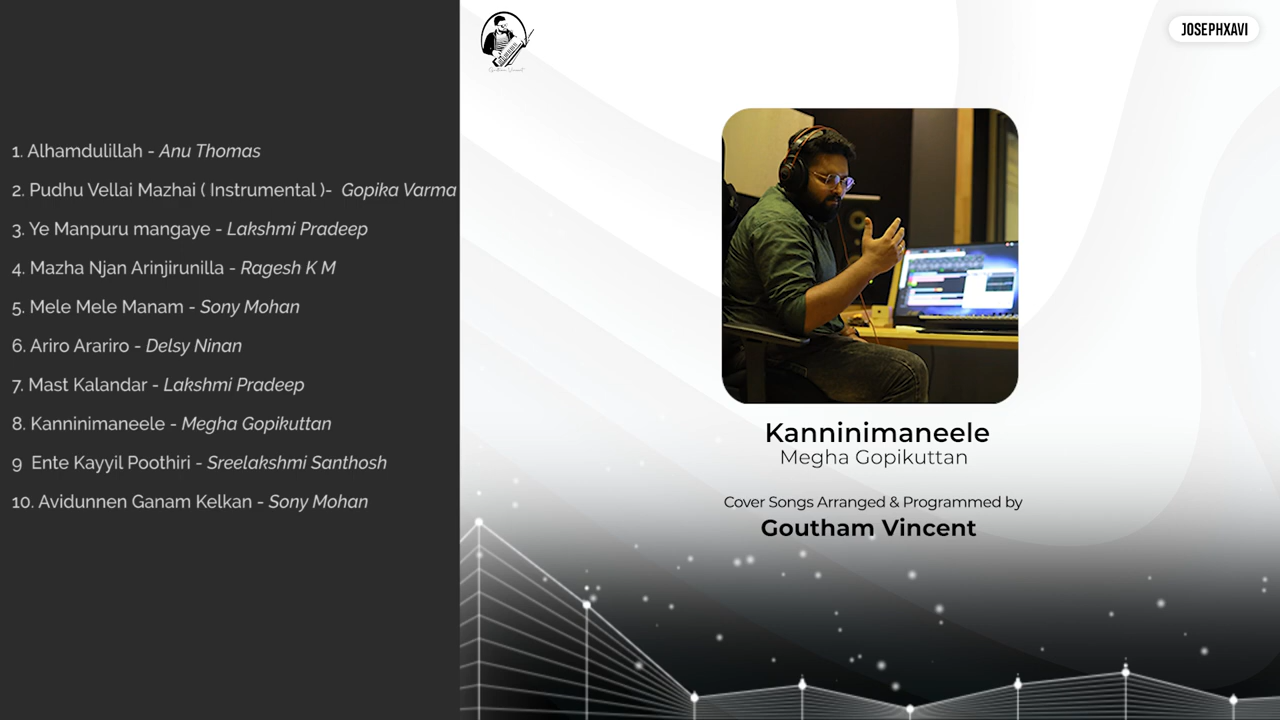 1. Alhamdulillah - Anu Thomas
2. Pudhu Vellai Mazhai ( Instrumental )-  Gopika Varma
3. Ye Manpuru mangaye - Lakshmi Pradeep
4. Mazha Njan Arinjirunilla - Ragesh K M
5. Mele Mele Manam - Sony Mohan
6. Ariro Arariro - Delsy Ninan
7. Mast Kalandar - Lakshmi Pradeep
8. Kanninimaneele - Megha Gopikuttan
9  Ente Kayyil Poothiri - Sreelakshmi Santhosh
10. Avidunnen Ganam Kelkan - Sony Mohan
JOSEPHXAVI
Kanninimaneele
Megha Gopikuttan
Cover Songs Arranged & Programmed by
Goutham Vincent